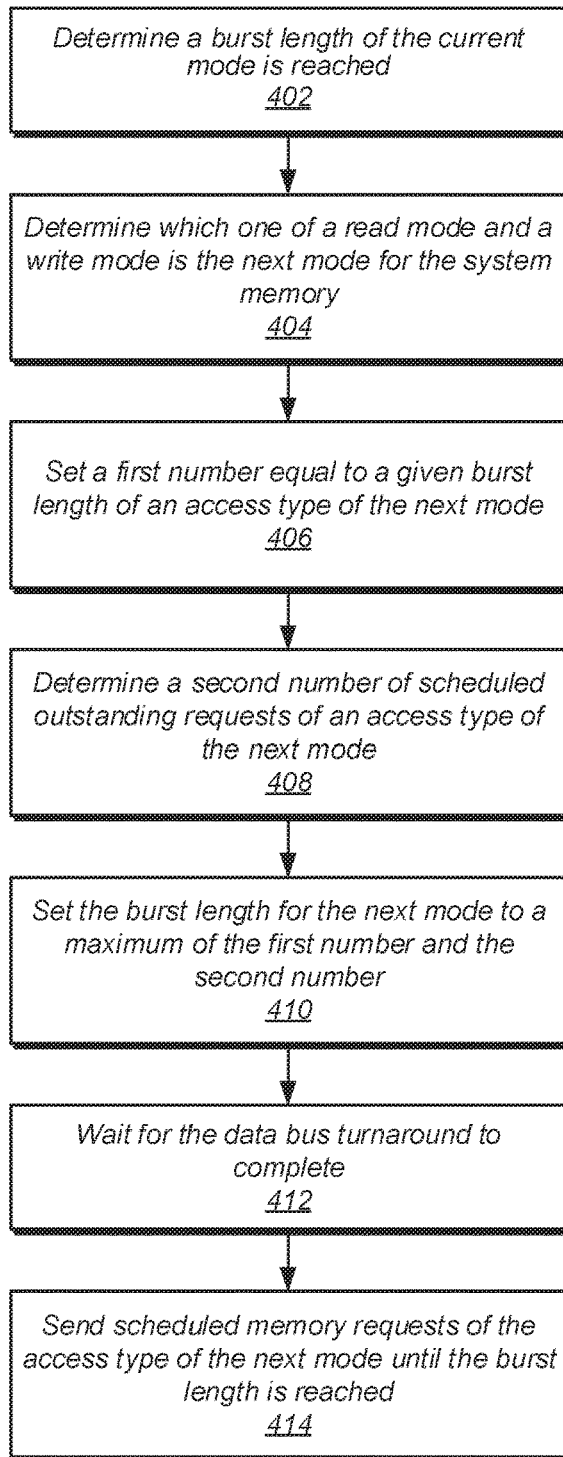 Determine a burst length of the current
mode is reached
402
Determine which one of a read mode and a
write mode is the next mode for the system
memory
404
Set a first number equal to a given burst
length of an access type of the next mode
406
Determine a second number of scheduled
outstanding requests of an access type of
the next mode
408
Set the burst length for the next mode to a
maximum of the first number and the
second number
410
Wait for the data bus turnaround to
complete
412
Send scheduled memory requests of the
access type of the next mode until the burst
length is reached
414